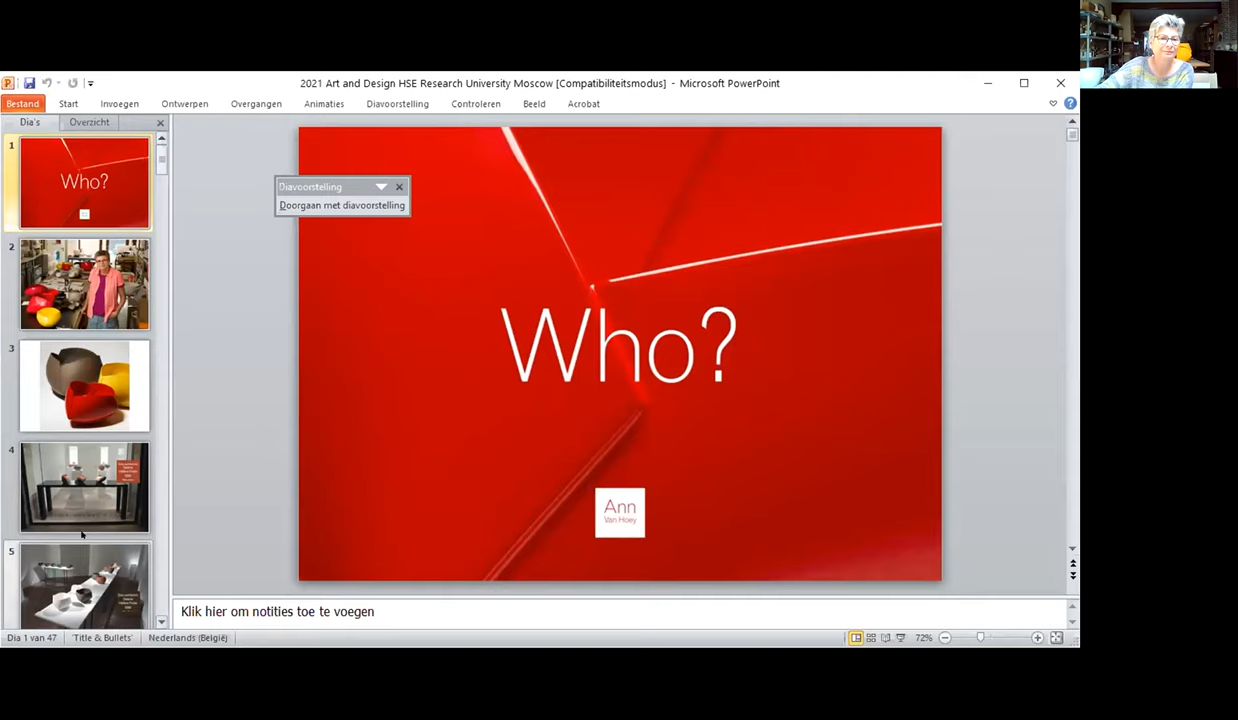 2021 Art and Design HSE Research University Moscow [Compatibiliteitsmodus] - Microsoft PowerPoint
Bestand Start Invoegen Ontwerpen Overgangen Animaties Diavoorstelling Controleren Beeld Acrobat
Dia's Overzicht
1
Who?
2
3
4
5
Diavoorstelling
Doorgaan met diavoorstelling
Who?
Ann
Van Hoey
Klik hier om notities toe te voegen
Dia 1 van 47 'Title & Bullets' Nederlands (België) 72%